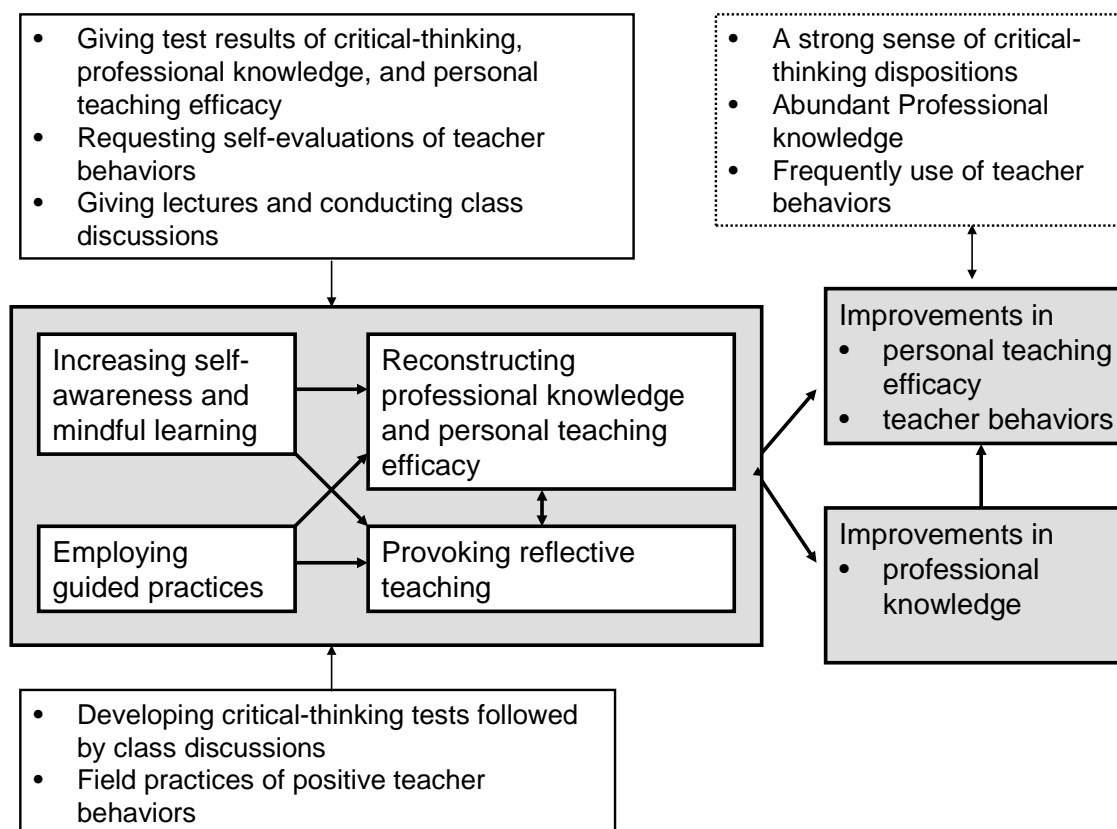 • Giving test results of critical-thinking,
professional knowledge, and personal
teaching efficacy
• Requesting self-evaluations of teacher
behaviors
• Giving lectures and conducting class
discussions
• A strong sense of critical-
thinking dispositions
• Abundant Professional
knowledge
• Frequently use of teacher
behaviors
Increasing self-
awareness and
mindful learning
Reconstructing
professional knowledge
and personal teaching
efficacy
Employing
guided practices
Provoking reflective
teaching
Improvements in
• personal teaching
efficacy
• teacher behaviors
Improvements in
• professional
knowledge
• Developing critical-thinking tests followed
by class discussions
• Field practices of positive teacher
behaviors